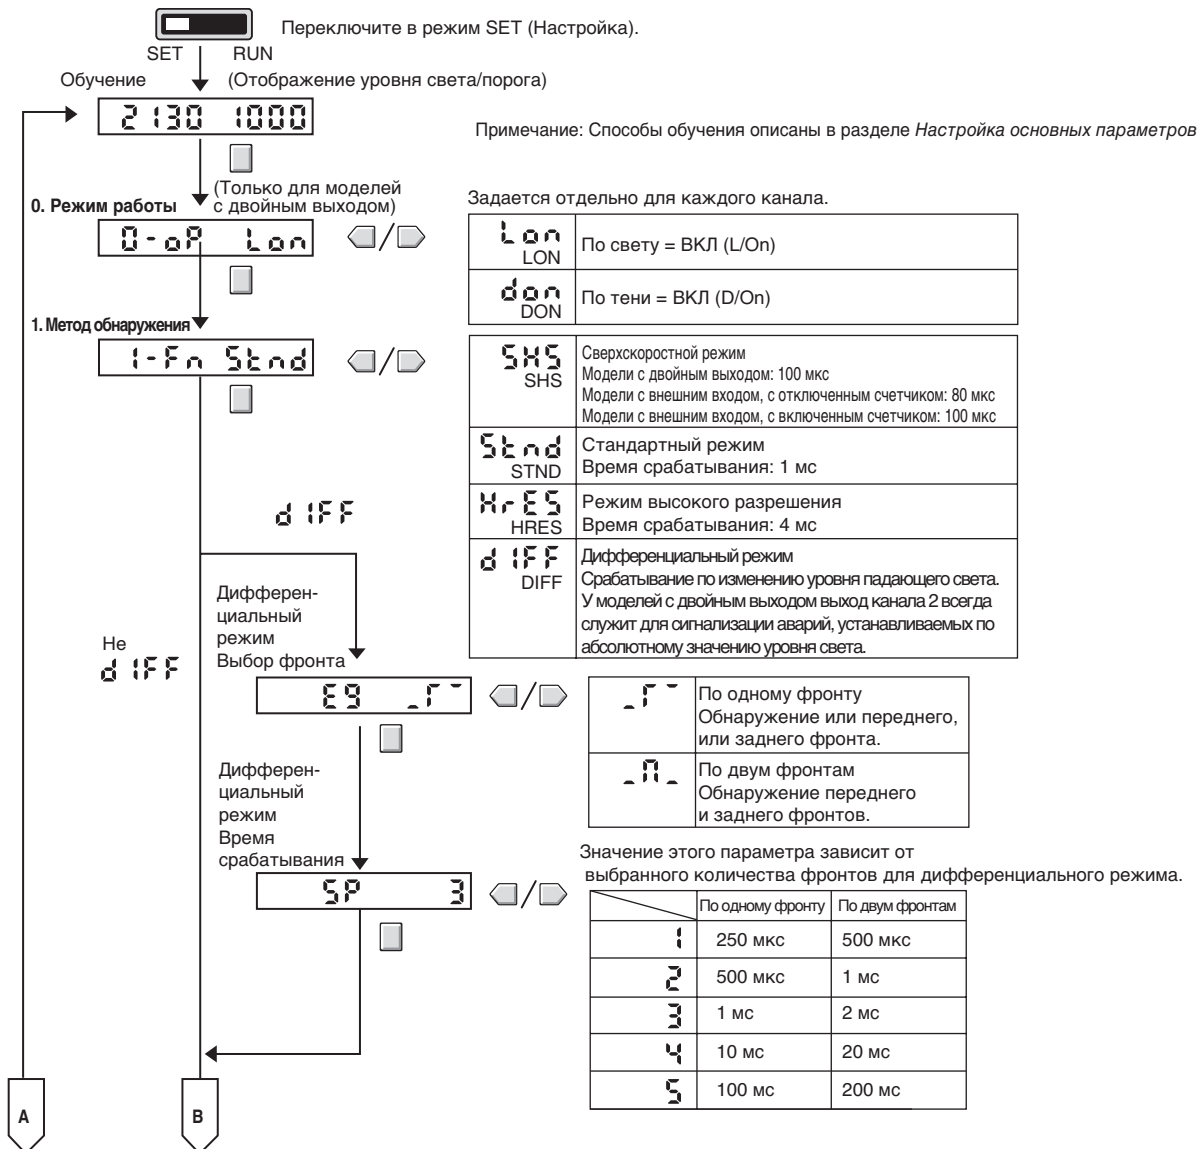 Переключите в режим SET (Настройка).
SET RUN
Обучение (Отображение уровня света/порога)
2130 1000
Примечание: Способы обучения описаны в разделе Настройка основных параметров
(Только для моделей
0. Режим работы с двойным выходом)
0-oP Lon
/
Задается отдельно для каждого канала.
Lon
LON
По свету = ВКЛ (L/On)
don
DON
По тени = ВКЛ (D/On)
1. Метод обнаружения
1-Fn Stnd
/
SHS
SHS
Сверхскоростной режим
Модели с двойным выходом: 100 мкс
Модели с внешним входом, с отключенным счетчиком: 80 мкс
Модели с внешним входом, с включенным счетчиком: 100 мкс
Stnd
STND
Стандартный режим
Время срабатывания: 1 мс
HrES
HRES
Режим высокого разрешения
Время срабатывания: 4 мс
dIFF
DIFF
Дифференциальный режим
Срабатывание по изменению уровня падающего света.
У моделей с двойным выходом выход канала 2 всегда
служит для сигнализации аварий, устанавливаемых по
абсолютному значению уровня света.
dIFF
Не
dIFF
Дифферен-
циальный
режим
Выбор фронта
Eg
/
По одному фронту
Обнаружение или переднего,
или заднего фронта.
По двум фронтам
Обнаружение переднего
и заднего фронтов.
Дифферен-
циальный
режим
Время
срабатывания
SP 3
/
Значение этого параметра зависит от
выбранного количества фронтов для дифференциального режима.
По одному фронту По двум фронтам
1 250 мкс 500 мкс
2 500 мкс 1 мс
3 1 мс 2 мс
4 10 мс 20 мс
5 100 мс 200 мс
A
B